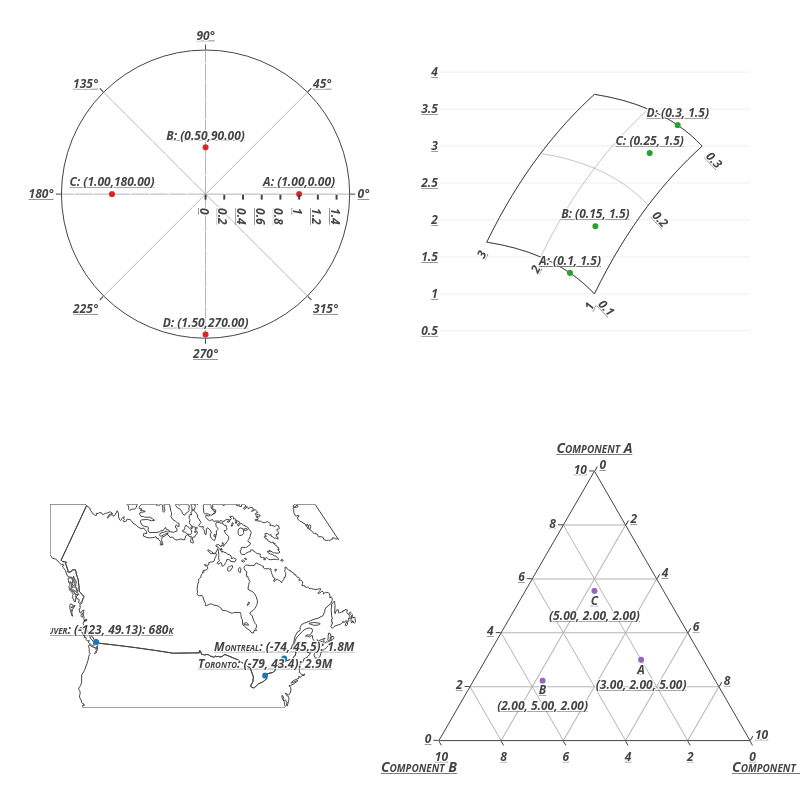 90°
135°
45°
B: (0.50,90.00)
C: (1.00,180.00)
A: (1.00,0.00)
180°
0°
0
0.2
0.4
0.6
0.8
1
1.2
1.4
225°
315°
D: (1.50,270.00)
270°
4
3.5
3
2.5
2
1.5
1
0.5
D: (0.3, 1.5)
C: (0.25, 1.5)
0.3
B: (0.15, 1.5)
0.2
3
2
A: (0.1, 1.5)
1
0.1
(-123, 49.13): 680k
Montreal: (-74, 45.5): 1.8M
Toronto: (-79, 43.4): 2.9M
Component A
10
0
8
2
6
4
C
(5.00, 2.00, 2.00)
4
6
A
(3.00, 2.00, 5.00)
2
8
B
(2.00, 5.00, 2.00)
0
10
10
8
6
4
2
0
Component B
Component